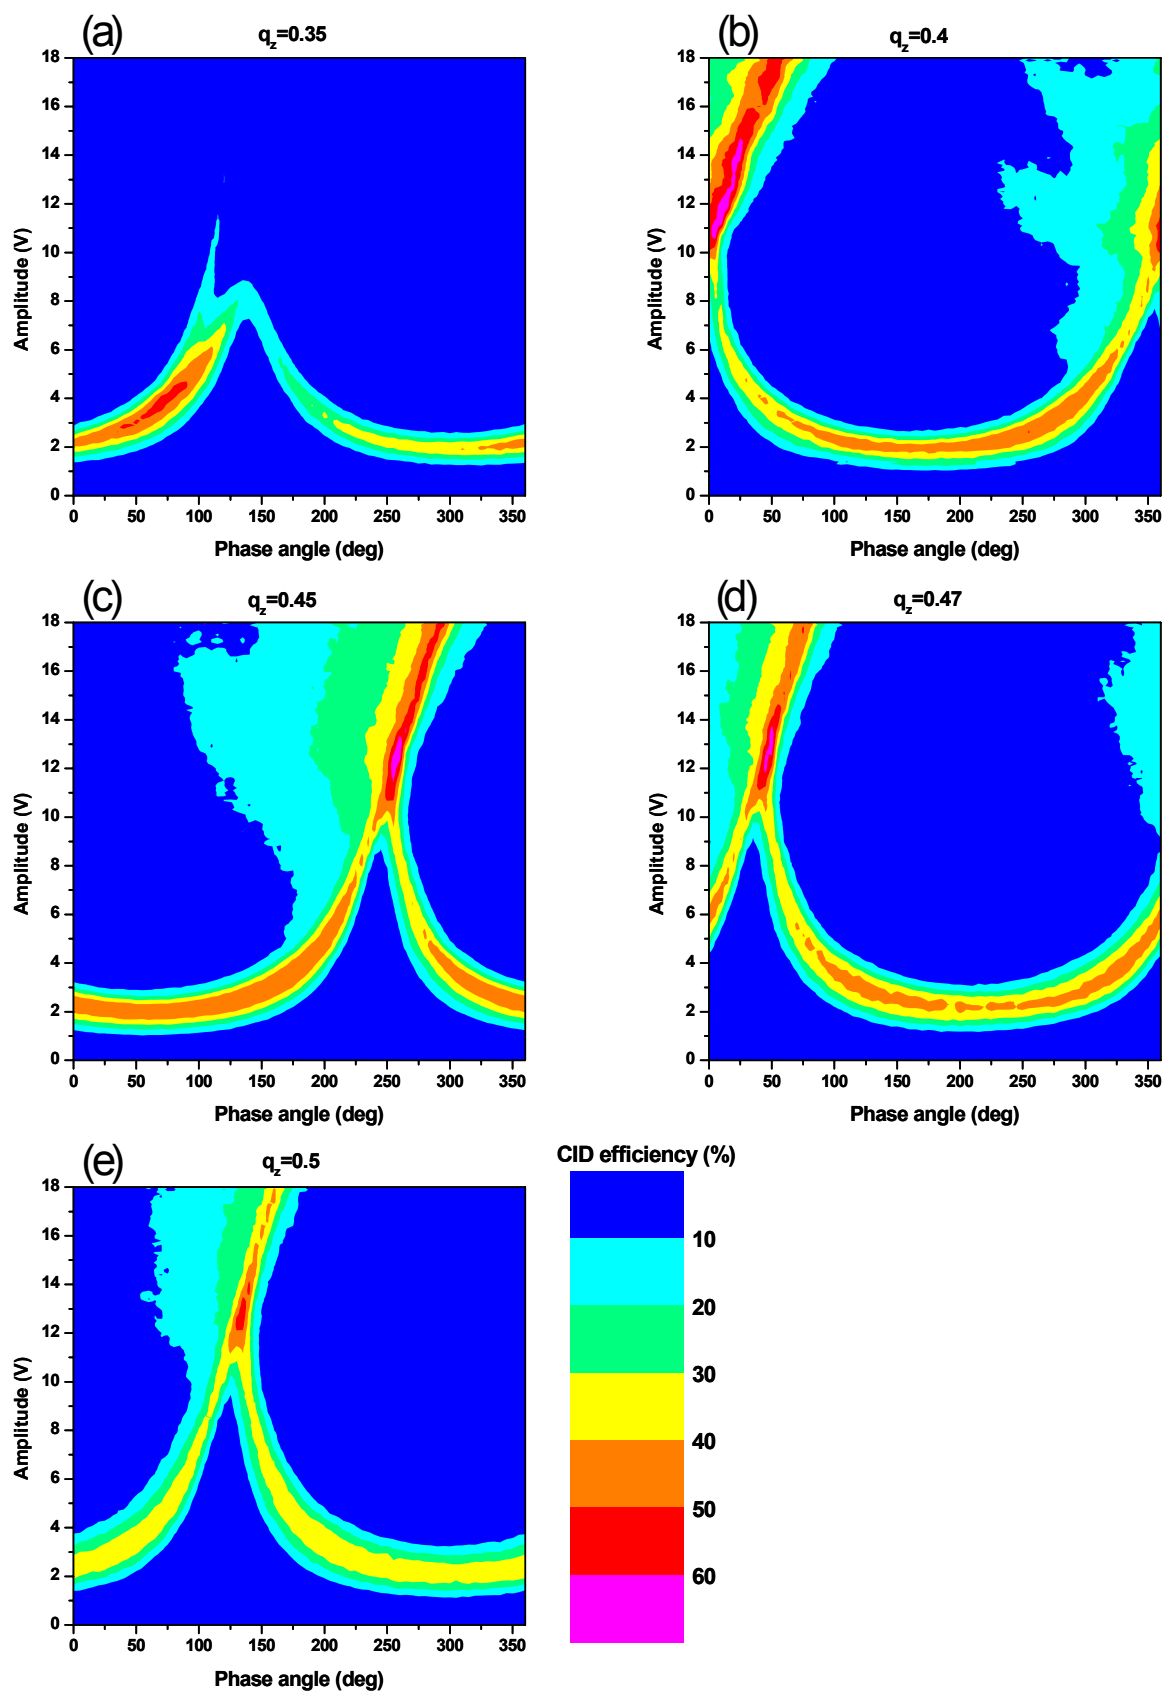 (a)
q_z=0.35
18
16
14
12
10
8
6
4
2
0
Amplitude (V)
0 50 100 150 200 250 300 350
Phase angle (deg)
(b)
q_z=0.4
18
16
14
12
10
8
6
4
2
0
Amplitude (V)
0 50 100 150 200 250 300 350
Phase angle (deg)
(c)
q_z=0.45
18
16
14
12
10
8
6
4
2
0
Amplitude (V)
0 50 100 150 200 250 300 350
Phase angle (deg)
(d)
q_z=0.47
18
16
14
12
10
8
6
4
2
0
Amplitude (V)
0 50 100 150 200 250 300 350
Phase angle (deg)
(e)
q_z=0.5
18
16
14
12
10
8
6
4
2
0
Amplitude (V)
0 50 100 150 200 250 300 350
Phase angle (deg)
CID efficiency (%)
10
20
30
40
50
60